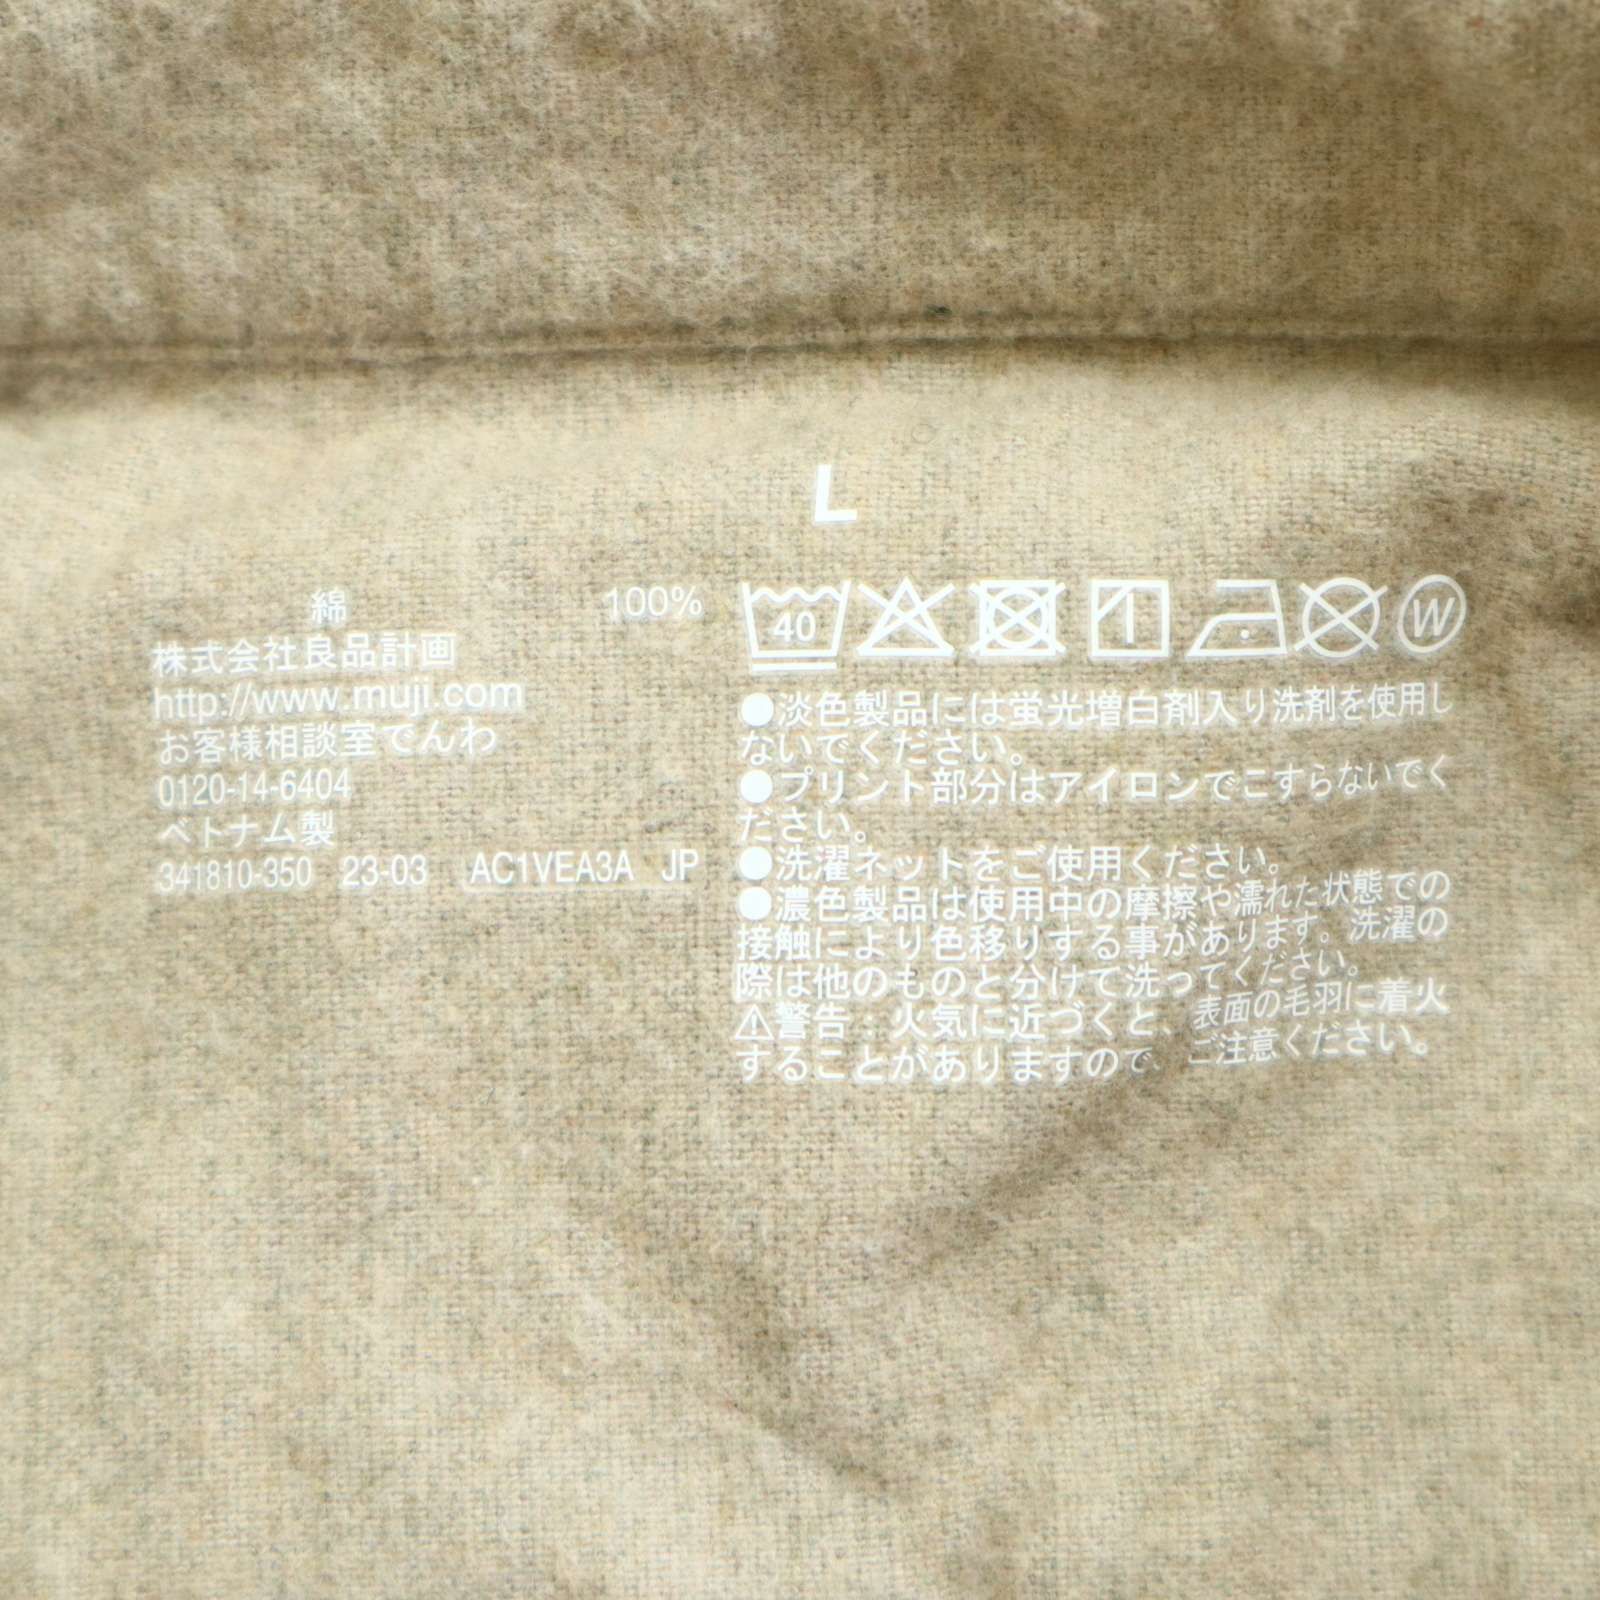 L
綿 100%
株式会社良品計画
http://www.muji.com
お客様相談室でんわ
0120-14-6404
ベトナム製
341810-350 23-03 AC1VEA3A JP
40
W
●淡色製品には蛍光増白剤入り洗剤を使用し
ないでください。
●プリント部分はアイロンでこすらないでく
ださい。
●洗濯ネットをご使用ください。
●濃色製品は使用中の摩擦や濡れた状態での
接触により色移りする事があります。洗濯の
際は他のものと分けて洗ってください。
⚠警告：火気に近づくと、表面の毛羽に着火
することがありますので、ご注意ください。